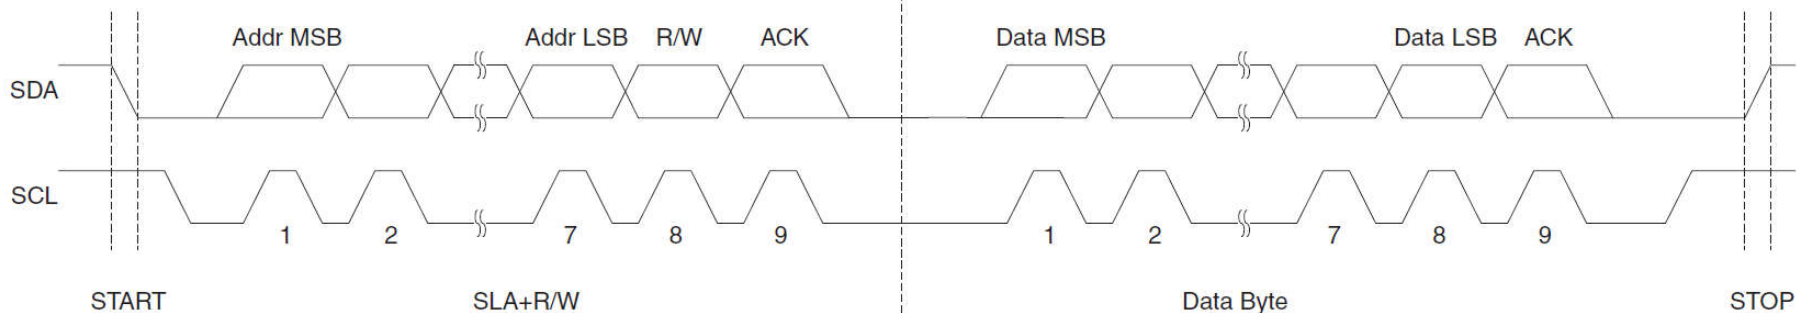 Addr MSB Addr LSB R/W ACK Data MSB Data LSB ACK
SDA
SCL
1 2 7 8 9 1 2 7 8 9
START SLA+R/W Data Byte STOP